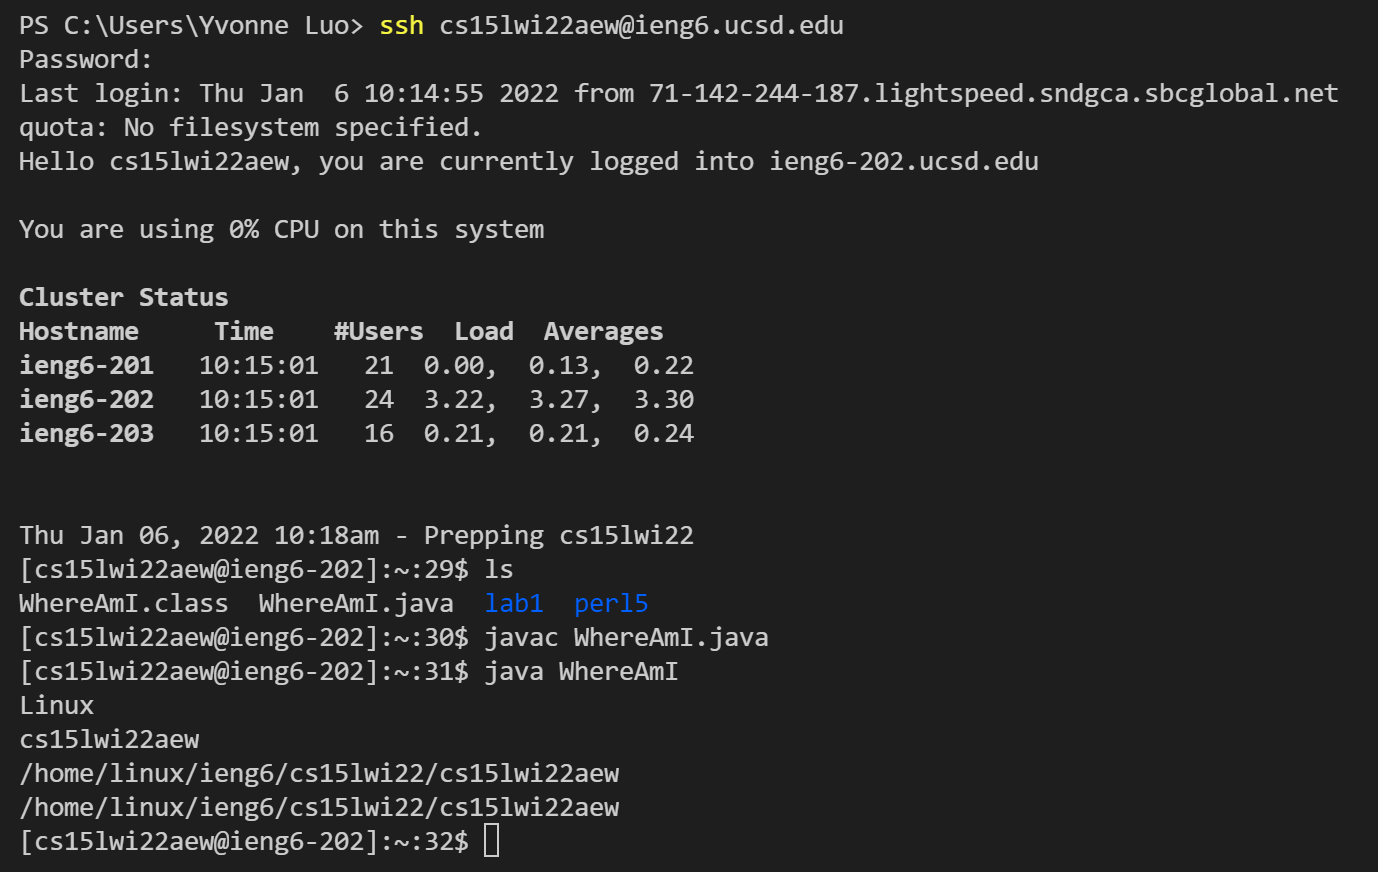 PS C:\Users\Yvonne Luo> ssh cs15lwi22aew@ieng6.ucsd.edu
Password:
Last login: Thu Jan  6 10:14:55 2022 from 71-142-244-187.lightspeed.sndgca.sbcglobal.net
quota: No filesystem specified.
Hello cs15lwi22aew, you are currently logged into ieng6-202.ucsd.edu
You are using 0% CPU on this system
Cluster Status
Hostname     Time    #Users  Load  Averages
ieng6-201   10:15:01   21  0.00,  0.13,  0.22
ieng6-202   10:15:01   24  3.22,  3.27,  3.30
ieng6-203   10:15:01   16  0.21,  0.21,  0.24
Thu Jan 06, 2022 10:18am - Prepping cs15lwi22
[cs15lwi22aew@ieng6-202]:~:29$ ls
WhereAmI.class  WhereAmI.java  lab1  perl5
[cs15lwi22aew@ieng6-202]:~:30$ javac WhereAmI.java
[cs15lwi22aew@ieng6-202]:~:31$ java WhereAmI
Linux
cs15lwi22aew
/home/linux/ieng6/cs15lwi22/cs15lwi22aew
/home/linux/ieng6/cs15lwi22/cs15lwi22aew
[cs15lwi22aew@ieng6-202]:~:32$